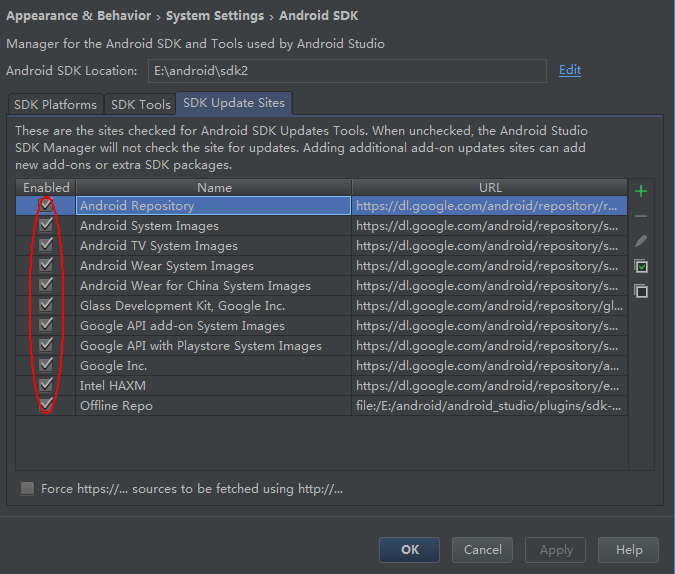 Appearance & Behavior › System Settings › Android SDK
Manager for the Android SDK and Tools used by Android Studio
Android SDK Location: E:\android\sdk2 Edit
SDK Platforms SDK Tools SDK Update Sites
These are the sites checked for Android SDK Updates Tools. When unchecked, the Android Studio
SDK Manager will not check the site for updates. Adding additional add-on updates sites can add
new add-ons or extra SDK packages.
Enabled Name URL
Android Repository https://dl.google.com/android/repository/r...
Android System Images https://dl.google.com/android/repository/s...
Android TV System Images https://dl.google.com/android/repository/s...
Android Wear System Images https://dl.google.com/android/repository/s...
Android Wear for China System Images https://dl.google.com/android/repository/s...
Glass Development Kit, Google Inc. https://dl.google.com/android/repository/gl...
Google API add-on System Images https://dl.google.com/android/repository/s...
Google API with Playstore System Images https://dl.google.com/android/repository/s...
Google Inc. https://dl.google.com/android/repository/a...
Intel HAXM https://dl.google.com/android/repository/e...
Offline Repo file:/E:/android/android_studio/plugins/sdk-...
Force https://... sources to be fetched using http://...
OK Cancel Apply Help